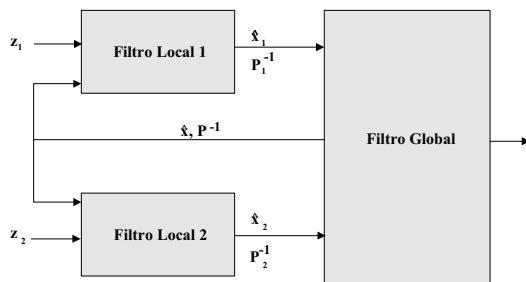 z₁
Filtro Local 1
x̂₁
P₁⁻¹
x̂, P⁻¹
Filtro Global
z₂
Filtro Local 2
x̂₂
P₂⁻¹